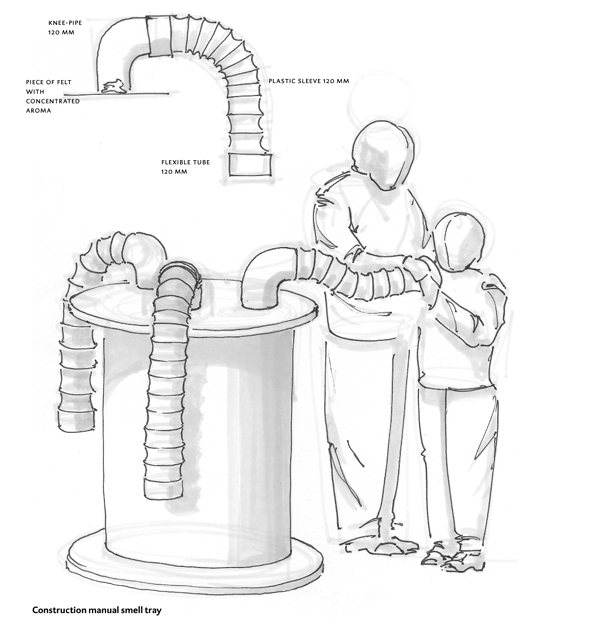 KNEE-PIPE
120 MM
PIECE OF FELT
WITH
CONCENTRATED
AROMA
PLASTIC SLEEVE 120 MM
FLEXIBLE TUBE
120 MM
Construction manual smell tray